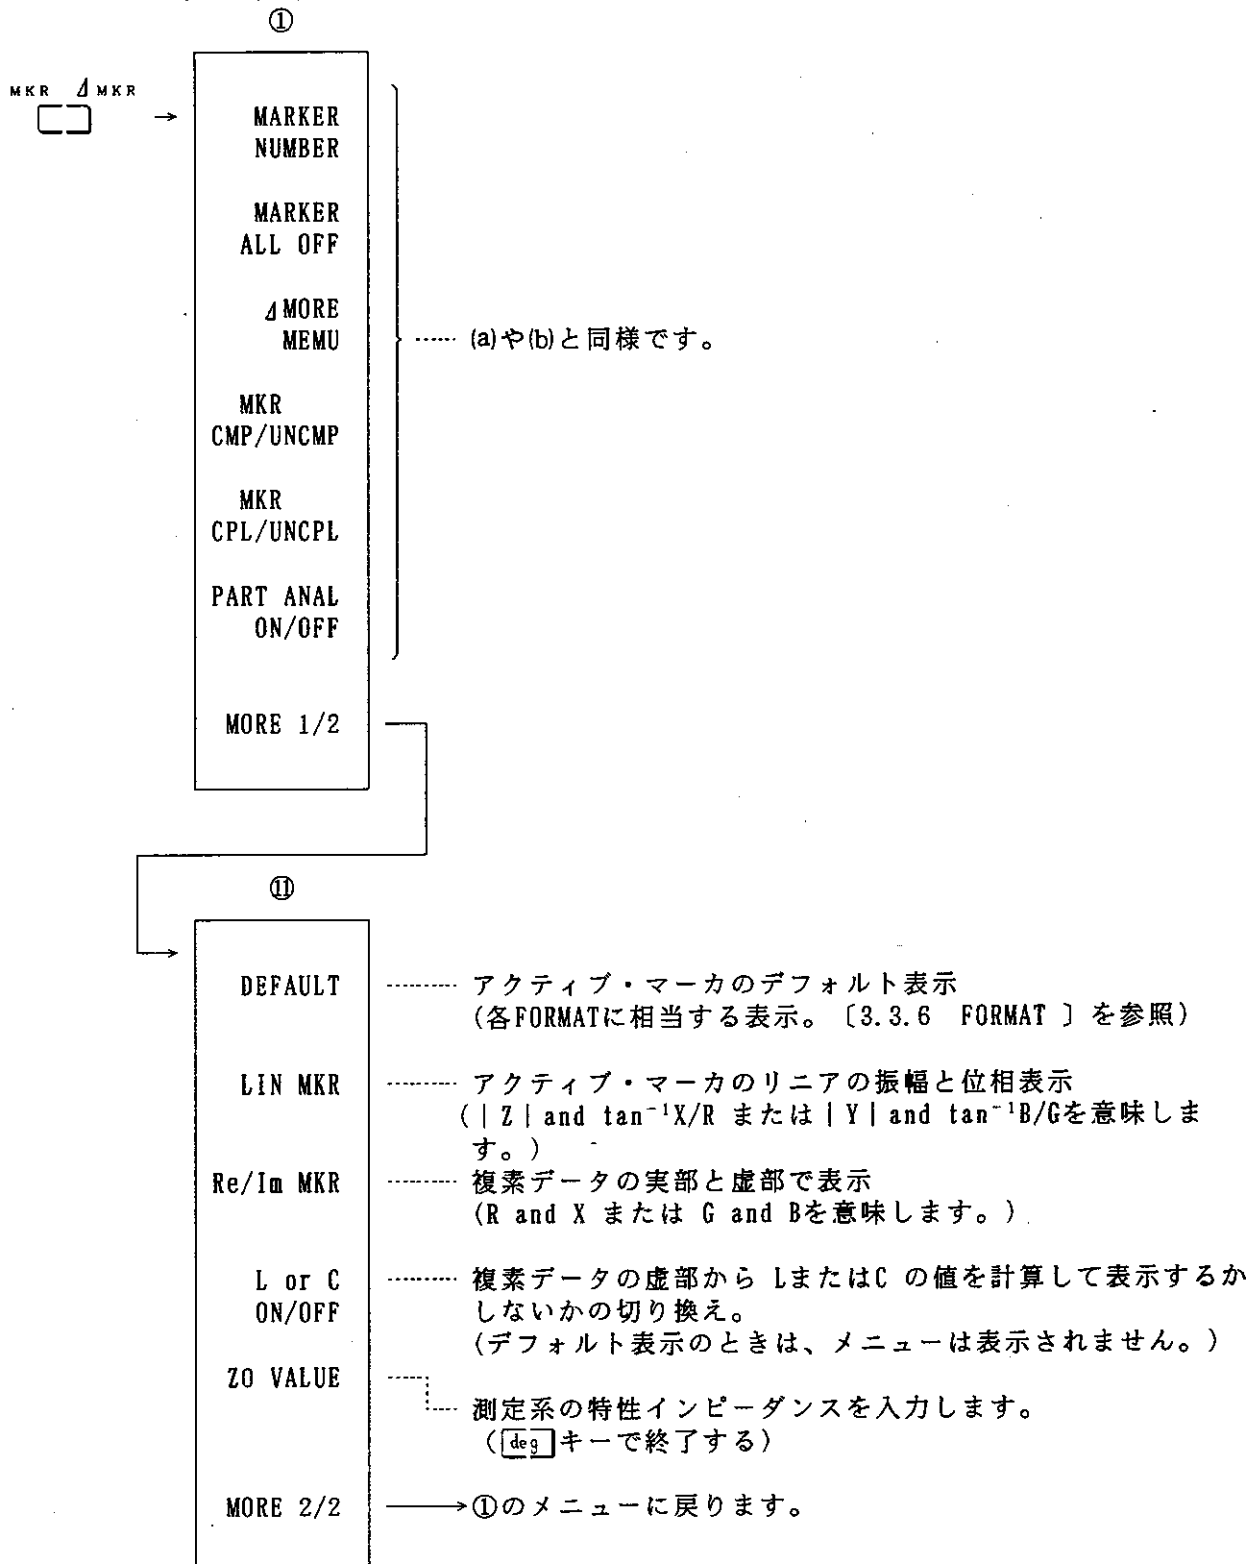 ①
MKR ⊿MKR
→
MARKER
NUMBER
MARKER
ALL OFF
⊿MORE
MEMU
(a)や(b)と同様です。
MKR
CMP/UNCMP
MKR
CPL/UNCPL
PART ANAL
ON/OFF
MORE 1/2
⑪
DEFAULT アクティブ・マーカのデフォルト表示
(各FORMATに相当する表示。〔3.3.6 FORMAT 〕を参照)
LIN MKR アクティブ・マーカのリニアの振幅と位相表示
(|Z| and tan⁻¹X/R または |Y| and tan⁻¹B/Gを意味しま
す。)
Re/Im MKR 複素データの実部と虚部で表示
(R and X または G and Bを意味します。)
L or C 複素データの虚部から LまたはC の値を計算して表示するか
ON/OFF しないかの切り換え。
(デフォルト表示のときは、メニューは表示されません。)
ZO VALUE
測定系の特性インピーダンスを入力します。
(degキーで終了する)
MORE 2/2 →①のメニューに戻ります。